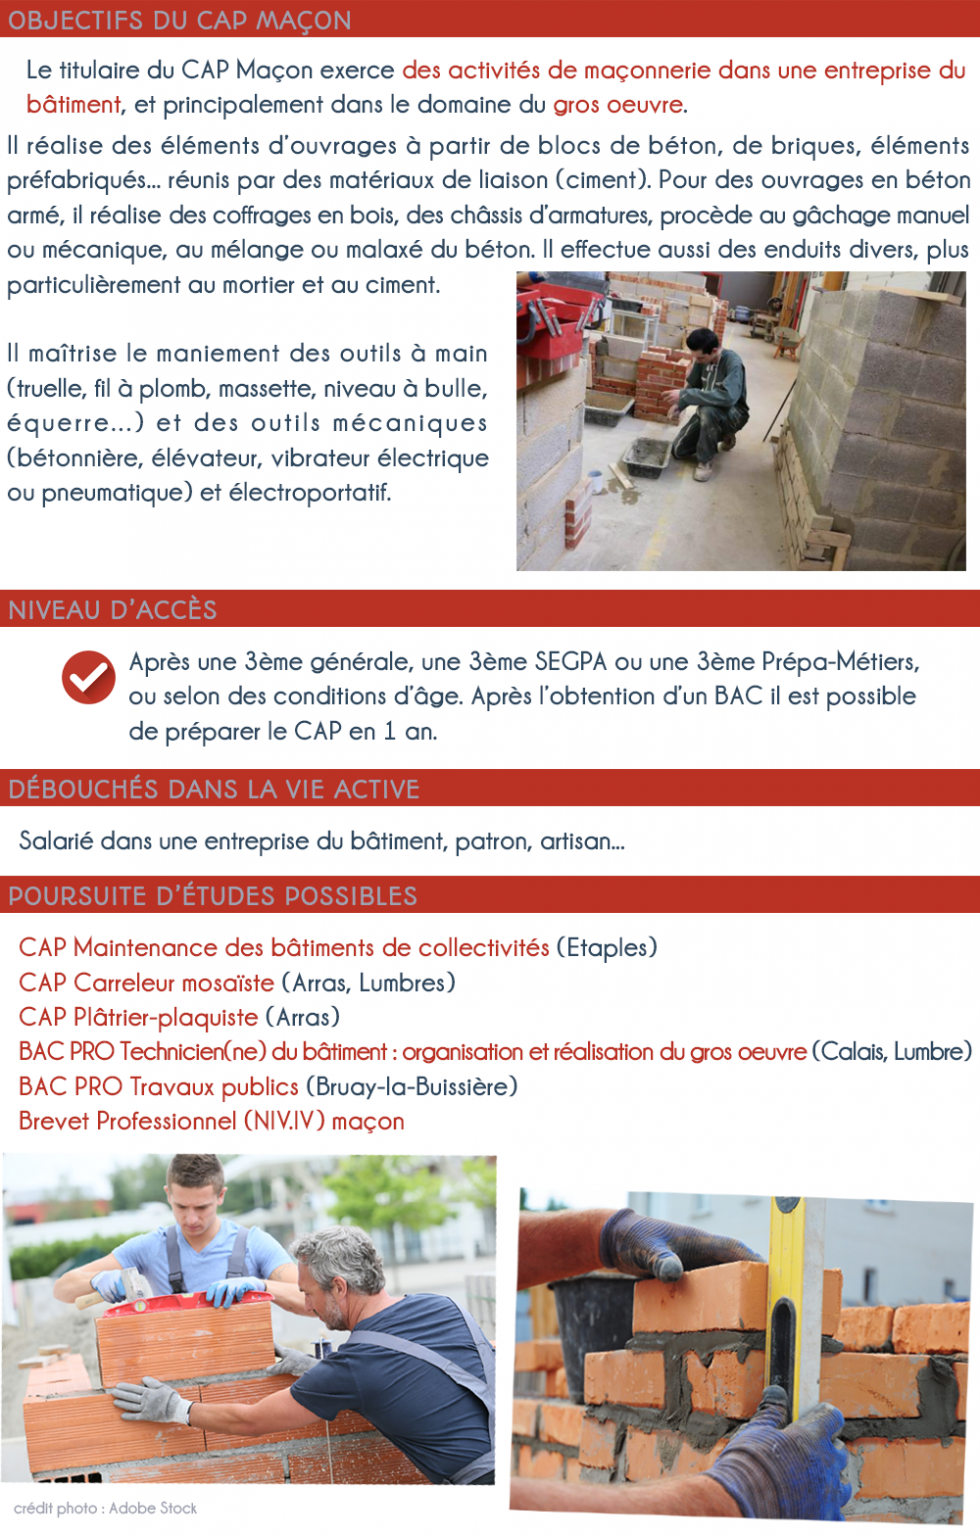 OBJECTIFS DU CAP MAÇON
Le titulaire du CAP Maçon exerce des activités de maçonnerie dans une entreprise du
bâtiment, et principalement dans le domaine du gros oeuvre.
Il réalise des éléments d'ouvrages à partir de blocs de béton, de briques, éléments
préfabriqués... réunis par des matériaux de liaison (ciment). Pour des ouvrages en béton
armé, il réalise des coffrages en bois, des châssis d'armatures, procède au gâchage manuel
ou mécanique, au mélange ou malaxé du béton. Il effectue aussi des enduits divers, plus
particulièrement au mortier et au ciment.
Il maîtrise le maniement des outils à main
(truelle, fil à plomb, massette, niveau à bulle,
équerre...) et des outils mécaniques
(bétonnière, élévateur, vibrateur électrique
ou pneumatique) et électroportatif.
NIVEAU D'ACCÈS
Après une 3ème générale, une 3ème SEGPA ou une 3ème Prépa-Métiers,
ou selon des conditions d'âge. Après l'obtention d'un BAC il est possible
de préparer le CAP en 1 an.
DÉBOUCHÉS DANS LA VIE ACTIVE
Salarié dans une entreprise du bâtiment, patron, artisan...
POURSUITE D'ÉTUDES POSSIBLES
CAP Maintenance des bâtiments de collectivités (Etaples)
CAP Carreleur mosaïste (Arras, Lumbres)
CAP Plâtrier-plaquiste (Arras)
BAC PRO Technicien(ne) du bâtiment : organisation et réalisation du gros oeuvre (Calais, Lumbre)
BAC PRO Travaux publics (Bruay-la-Buissière)
Brevet Professionnel (NIV.IV) maçon
crédit photo : Adobe Stock